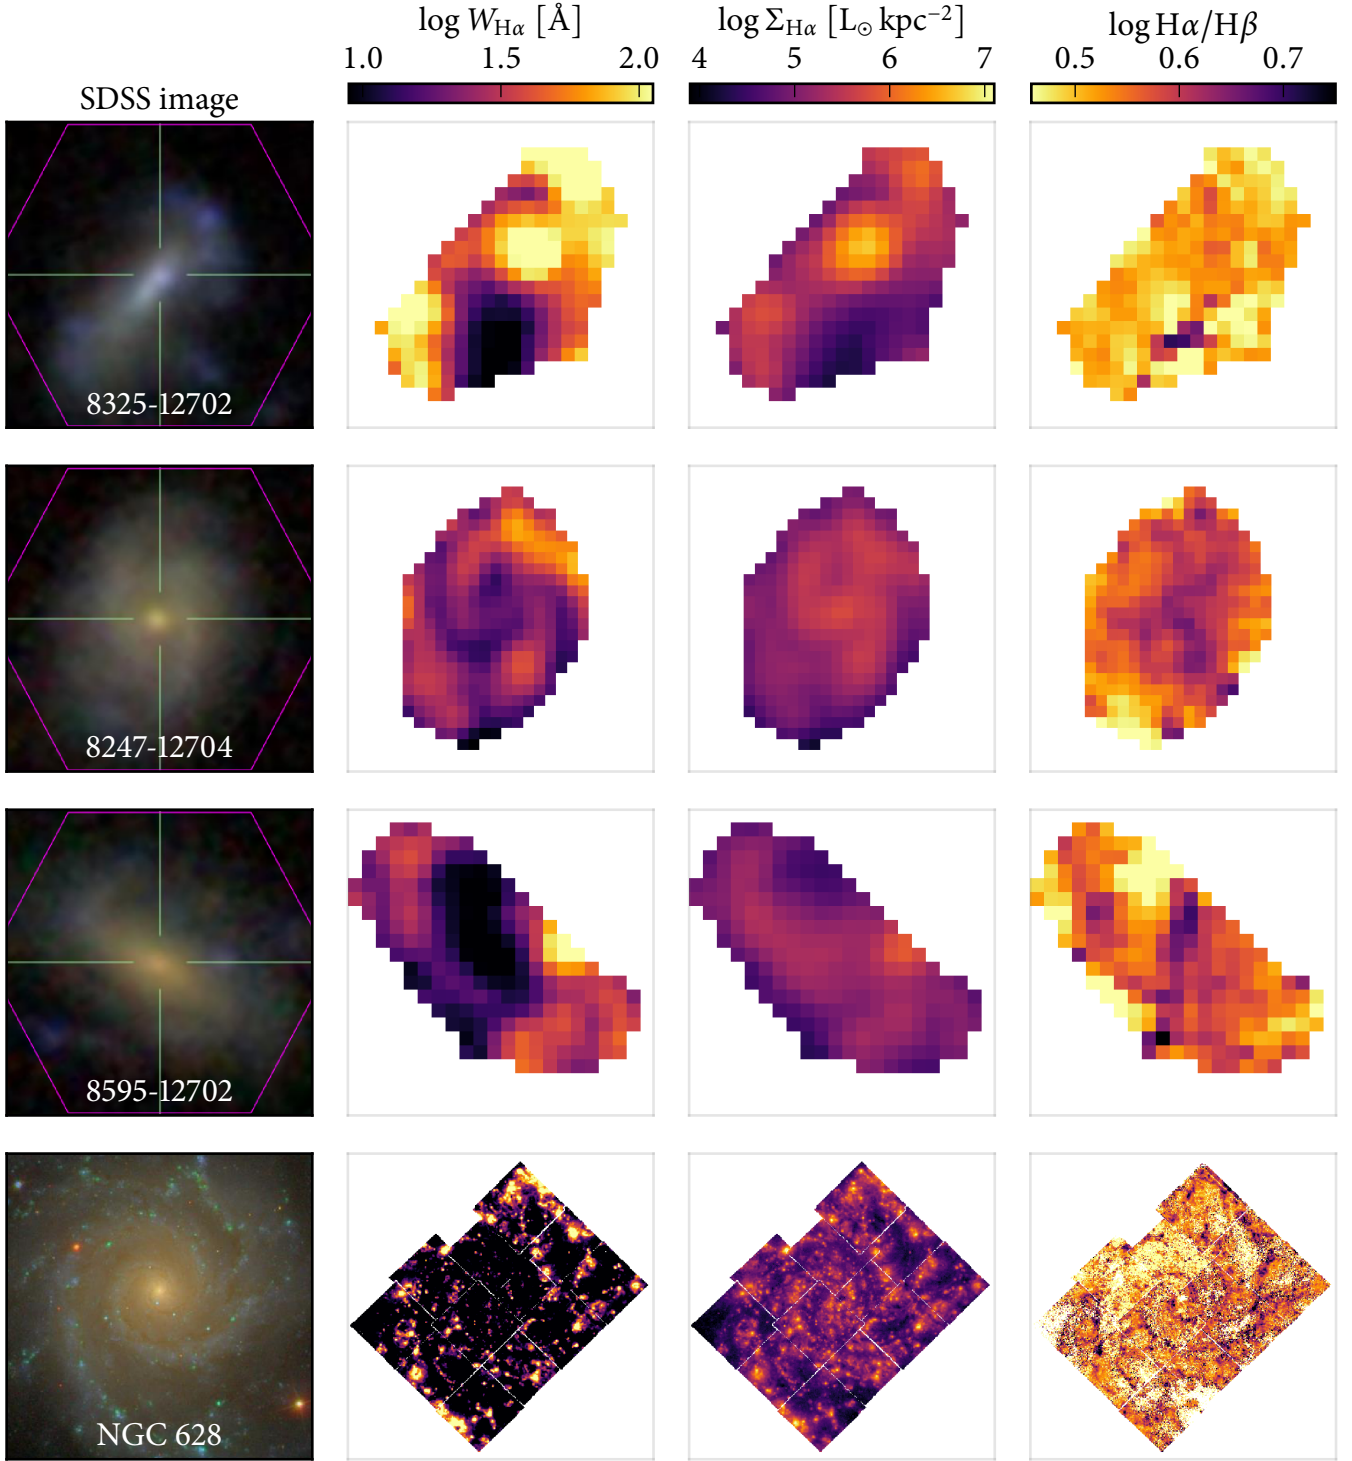 log W_Hα [Å]
log Σ_Hα [L_⊙ kpc⁻²]
log Hα/Hβ
1.0 1.5 2.0
4 5 6 7
0.5 0.6 0.7
SDSS image
8325-12702
8247-12704
8595-12702
NGC 628